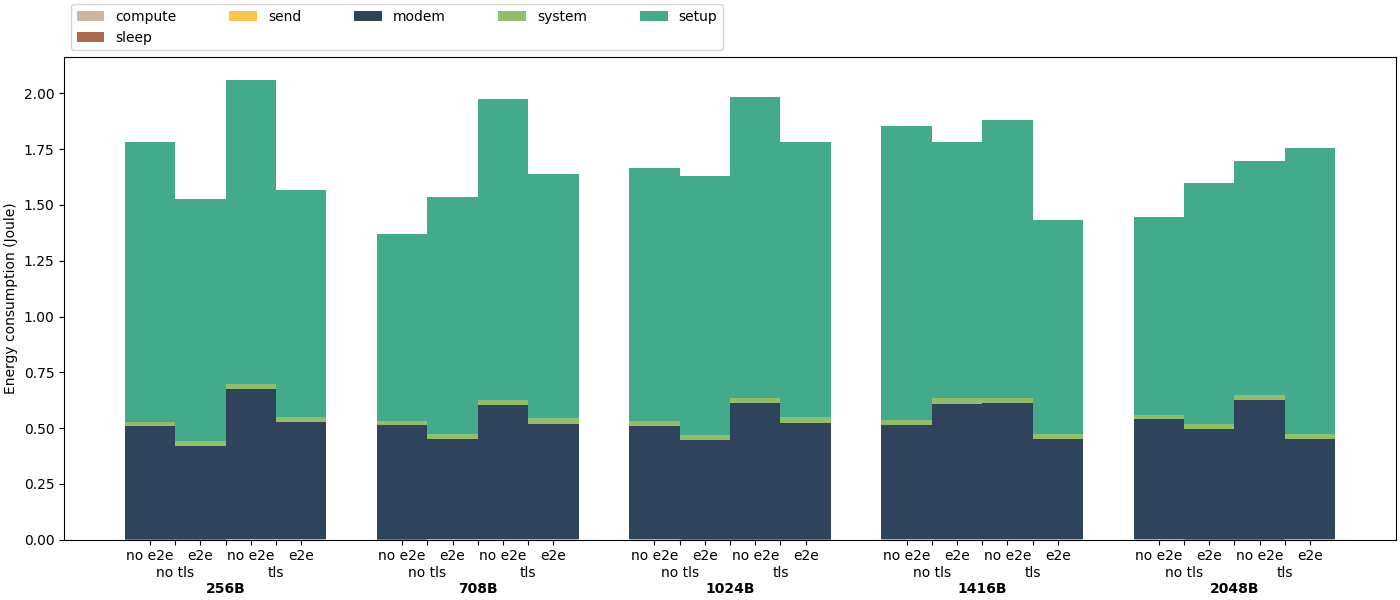 compute send modem system setup
sleep
Energy consumption (Joule)
2.00
1.75
1.50
1.25
1.00
0.75
0.50
0.25
0.00
no e2e e2e no e2e e2e no e2e e2e no e2e e2e no e2e e2e no e2e e2e no e2e e2e no e2e e2e no e2e e2e no e2e e2e
no tls tls no tls tls no tls tls no tls tls no tls tls
256B 708B 1024B 1416B 2048B